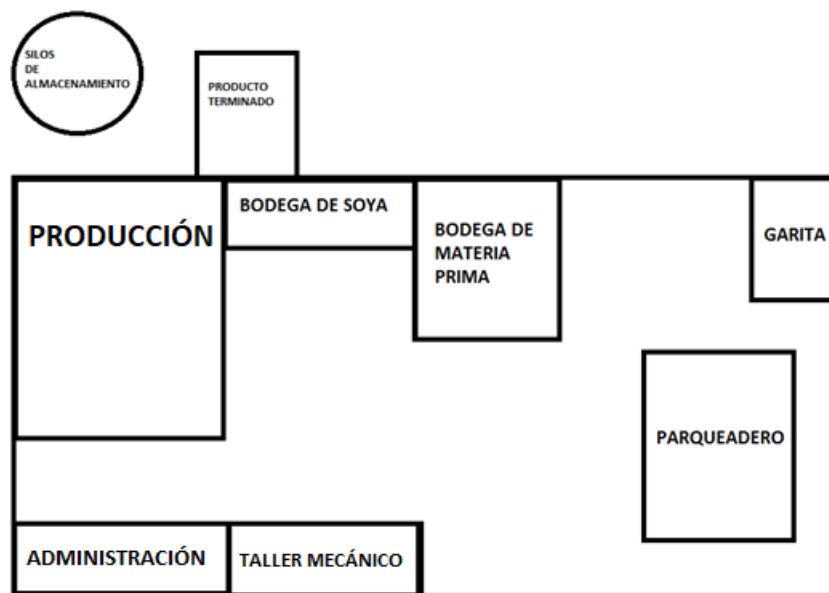 SILOS
DE
ALMACENAMIENTO
PRODUCTO
TERMINADO
PRODUCCIÓN
BODEGA DE SOYA
BODEGA DE
MATERIA
PRIMA
GARITA
PARQUEADERO
ADMINISTRACIÓN
TALLER MECÁNICO